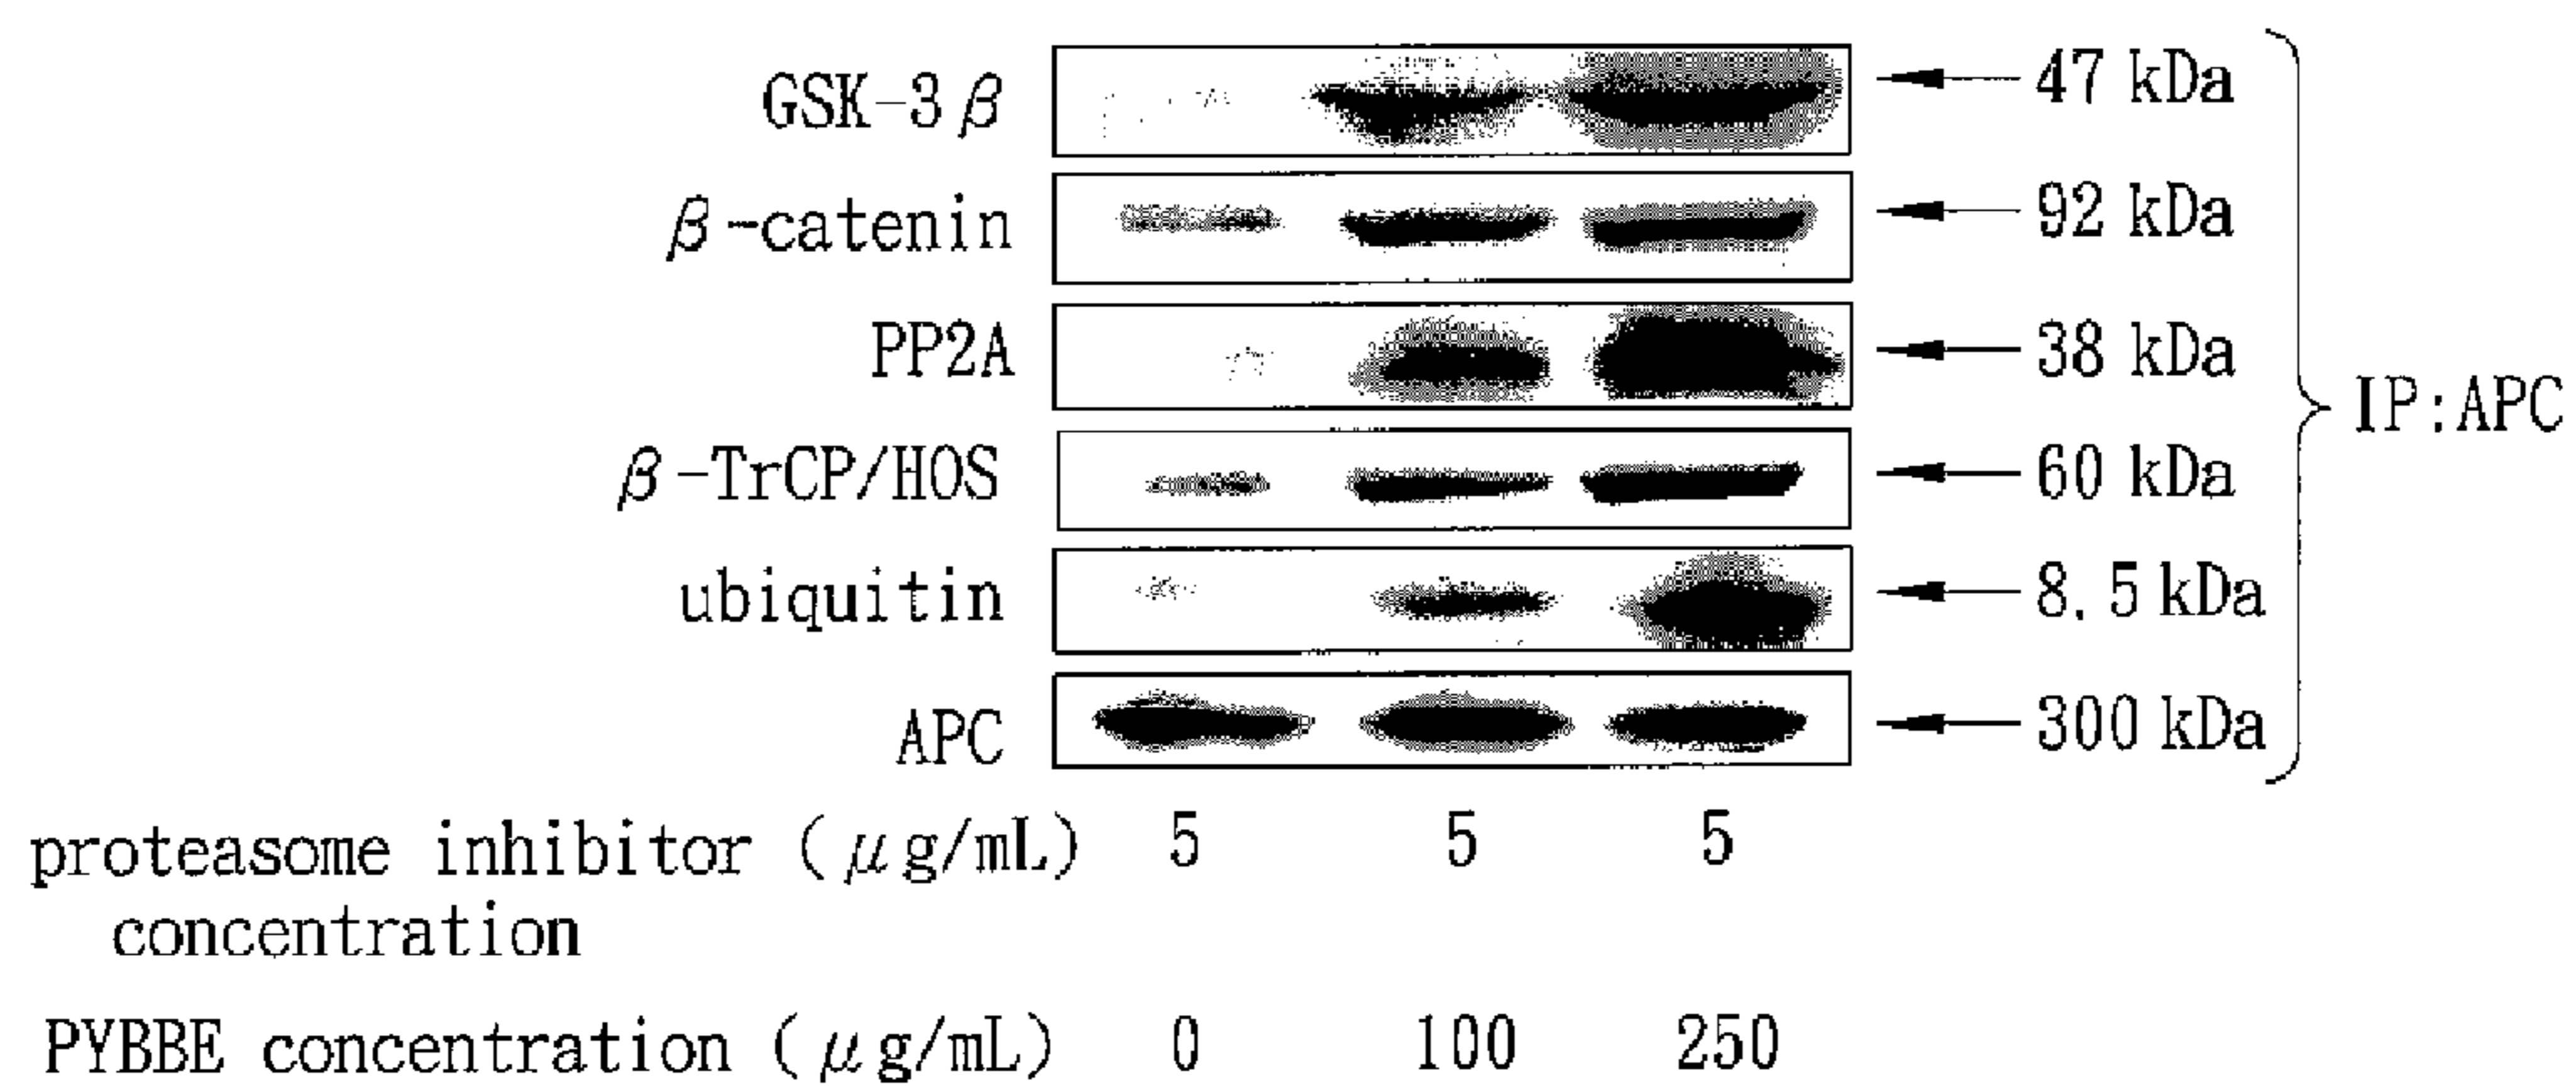 GSK-3β 47 kDa
β-catenin 92 kDa
PP2A 38 kDa
IP:APC
β-TrCP/HOS 60 kDa
ubiquitin 8.5 kDa
APC 300 kDa
proteasome inhibitor (μg/mL) 5 5 5
concentration
PYBBE concentration (μg/mL) 0 100 250